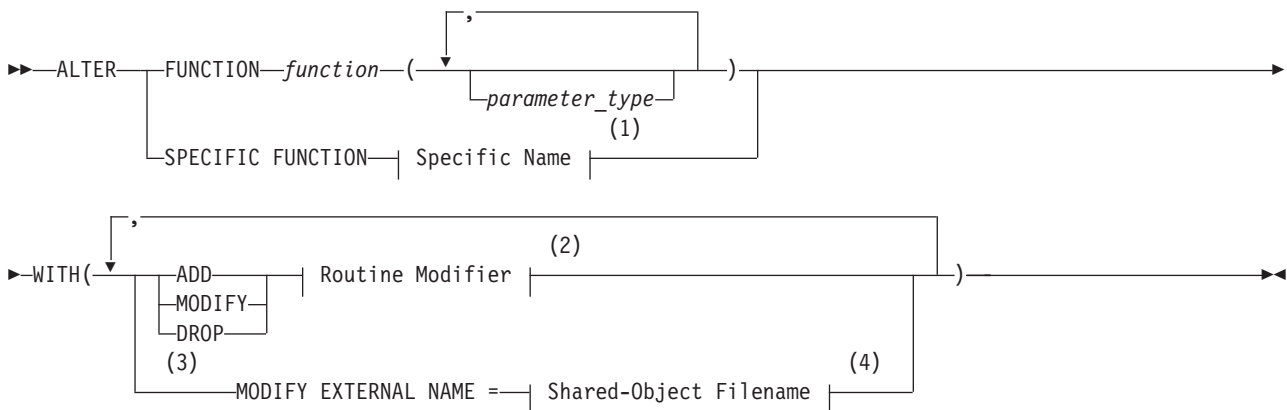 ,
ALTER FUNCTION function ( )
parameter_type
(1)
SPECIFIC FUNCTION Specific Name
,
(2)
WITH( ADD Routine Modifier )
MODIFY
DROP
(3) (4)
MODIFY EXTERNAL NAME = Shared-Object Filename